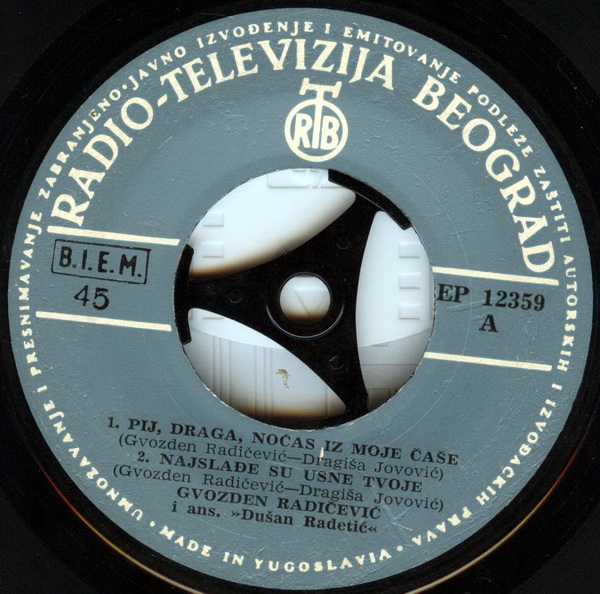 UMNOŽAVANJE I PRESNIMAVANJE ZABRANJENO · JAVNO IZVOĐENJE I EMITOVANJE PODLEŽE ZAŠTITI AUTORSKIH I IZVOĐAČKIH PRAVA ·
RADIO-TELEVIZIJA BEOGRAD
RTB
B.I.E.M.
45
EP 12359
A
1. PIJ, DRAGA, NOĆAS IZ MOJE ČAŠE
(Gvozden Radičević—Dragiša Jovović)
2. NAJSLAĐE SU USNE TVOJE
(Gvozden Radičević—Dragiša Jovović)
GVOZDEN RADIČEVIĆ
i ans. »Dušan Radetić«
MADE IN YUGOSLAVIA ·